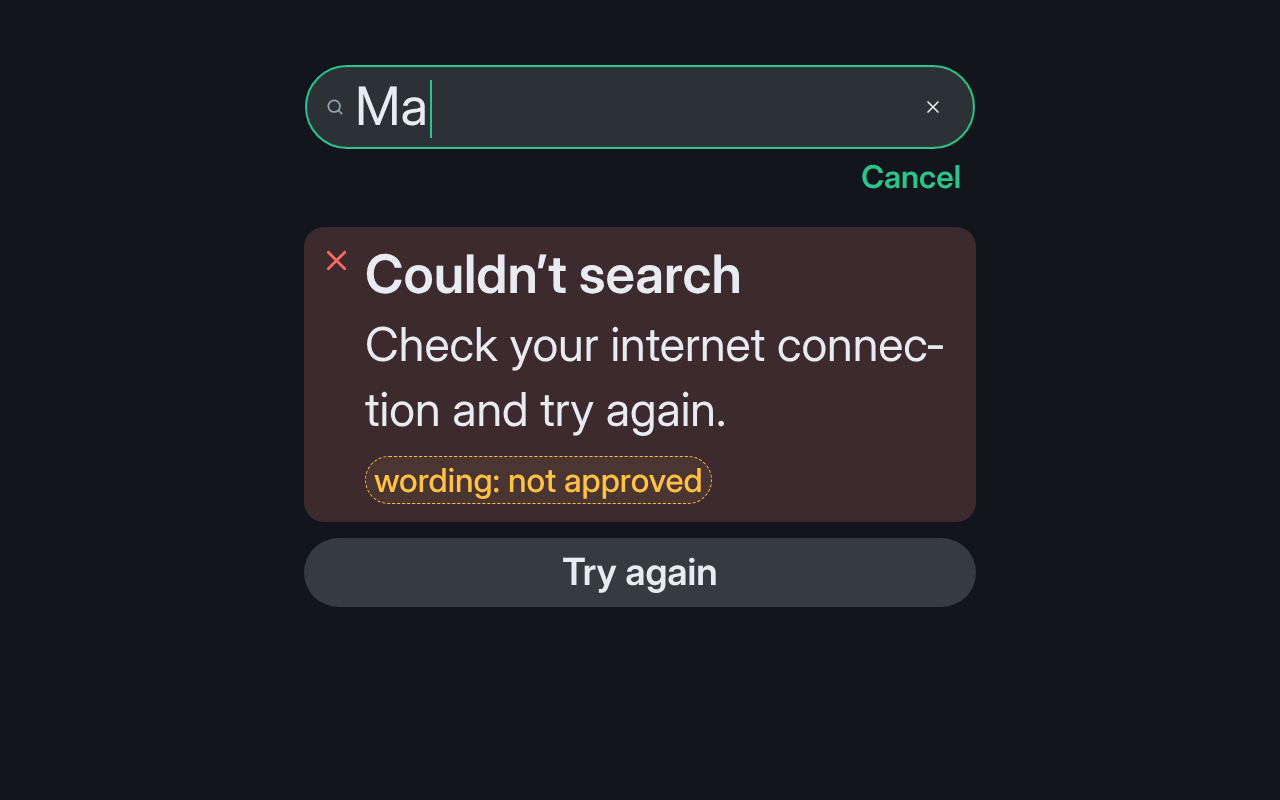 Ma
Cancel
Couldn’t search
Check your internet connec-
tion and try again.
wording: not approved
Try again